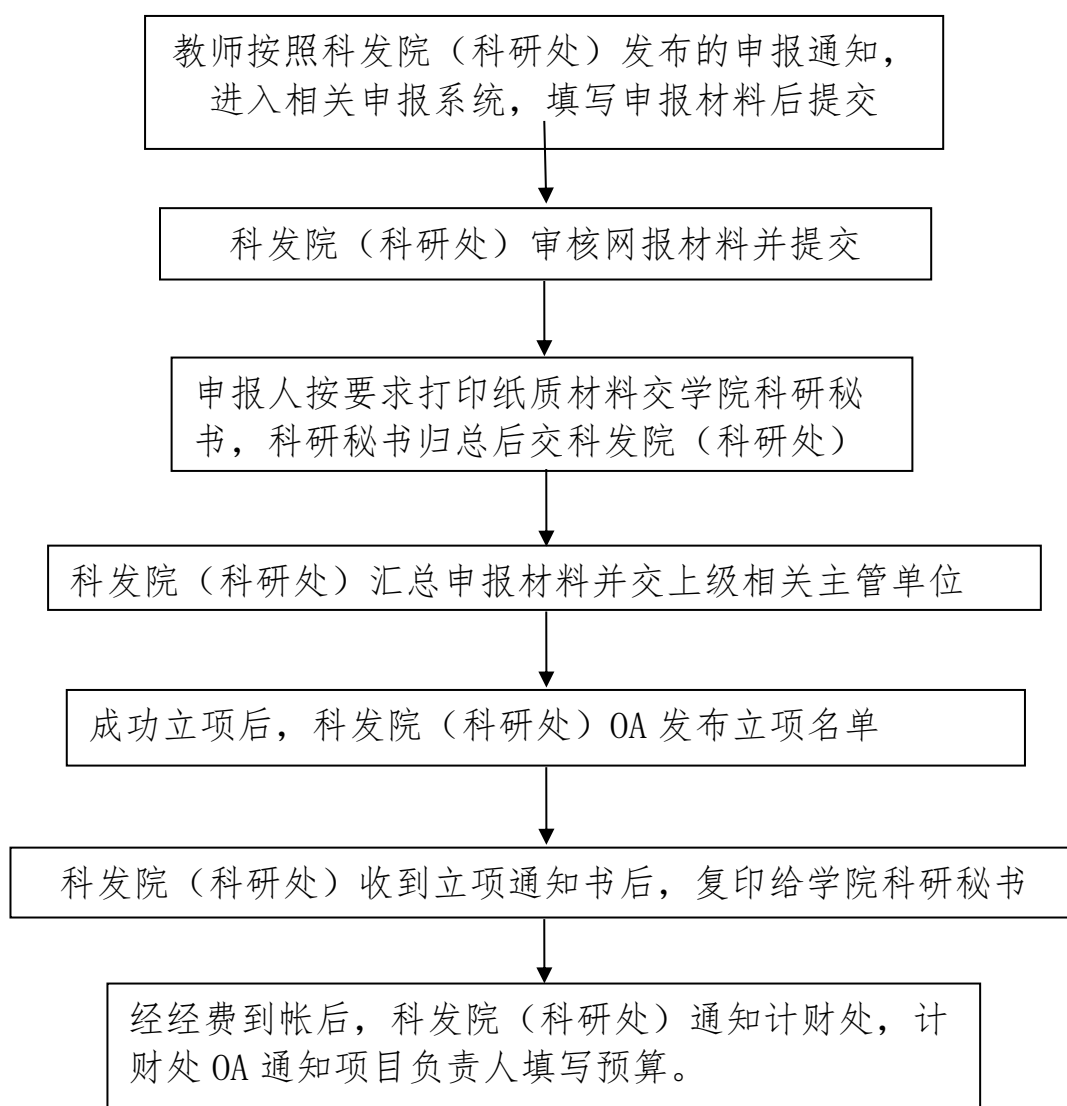 教师按照科发院（科研处）发布的申报通知，
进入相关申报系统，填写申报材料后提交
科发院（科研处）审核网报材料并提交
申报人按要求打印纸质材料交学院科研秘
书，科研秘书归总后交科发院（科研处）
科发院（科研处）汇总申报材料并交上级相关主管单位
成功立项后，科发院（科研处）OA 发布立项名单
科发院（科研处）收到立项通知书后，复印给学院科研秘书
经经费到帐后，科发院（科研处）通知计财处，计
财处 OA 通知项目负责人填写预算。